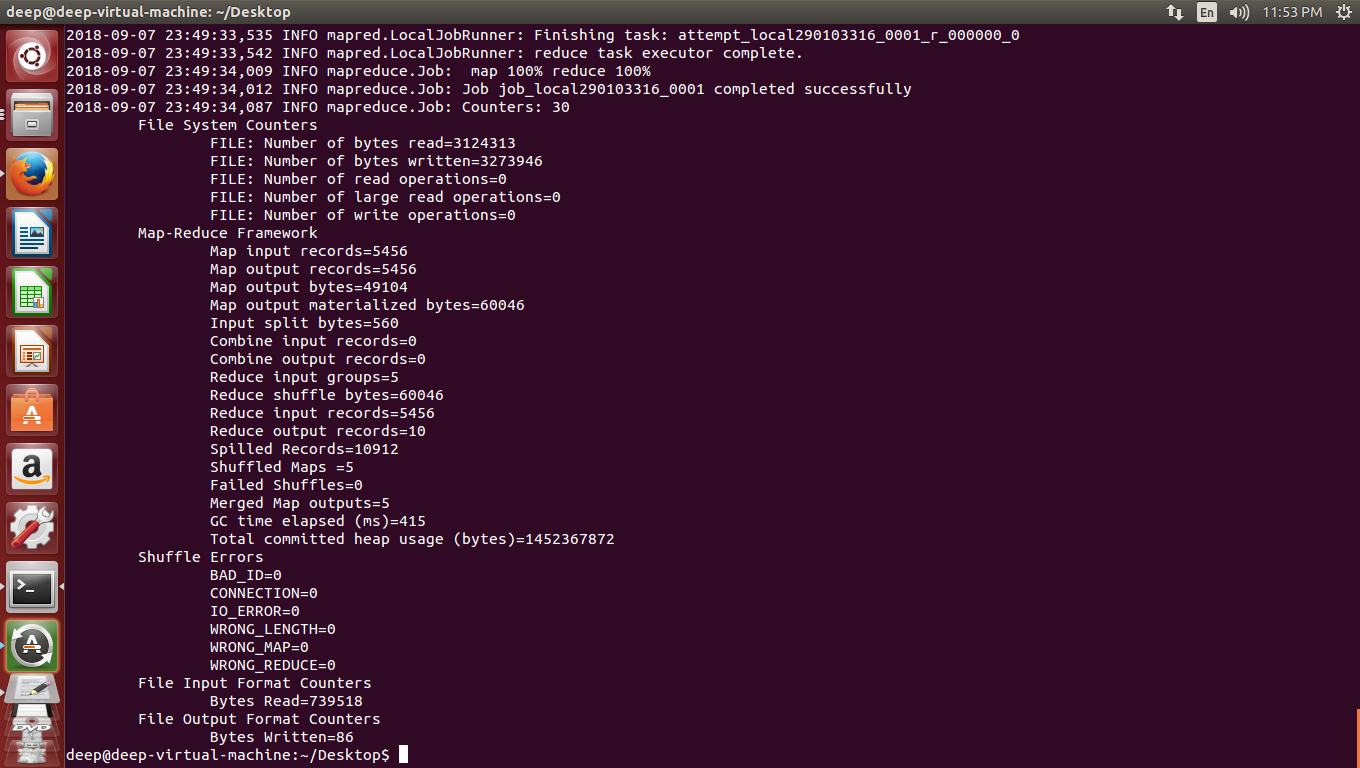 deep@deep-virtual-machine: ~/Desktop
En
11:53 PM
2018-09-07 23:49:33,535 INFO mapred.LocalJobRunner: Finishing task: attempt_local290103316_0001_r_000000_0
2018-09-07 23:49:33,542 INFO mapred.LocalJobRunner: reduce task executor complete.
2018-09-07 23:49:34,009 INFO mapreduce.Job:  map 100% reduce 100%
2018-09-07 23:49:34,012 INFO mapreduce.Job: Job job_local290103316_0001 completed successfully
2018-09-07 23:49:34,087 INFO mapreduce.Job: Counters: 30
File System Counters
FILE: Number of bytes read=3124313
FILE: Number of bytes written=3273946
FILE: Number of read operations=0
FILE: Number of large read operations=0
FILE: Number of write operations=0
Map-Reduce Framework
Map input records=5456
Map output records=5456
Map output bytes=49104
Map output materialized bytes=60046
Input split bytes=560
Combine input records=0
Combine output records=0
Reduce input groups=5
Reduce shuffle bytes=60046
Reduce input records=5456
Reduce output records=10
Spilled Records=10912
Shuffled Maps =5
Failed Shuffles=0
Merged Map outputs=5
GC time elapsed (ms)=415
Total committed heap usage (bytes)=1452367872
Shuffle Errors
BAD_ID=0
CONNECTION=0
IO_ERROR=0
WRONG_LENGTH=0
WRONG_MAP=0
WRONG_REDUCE=0
File Input Format Counters
Bytes Read=739518
File Output Format Counters
Bytes Written=86
deep@deep-virtual-machine:~/Desktop$
a
DVD